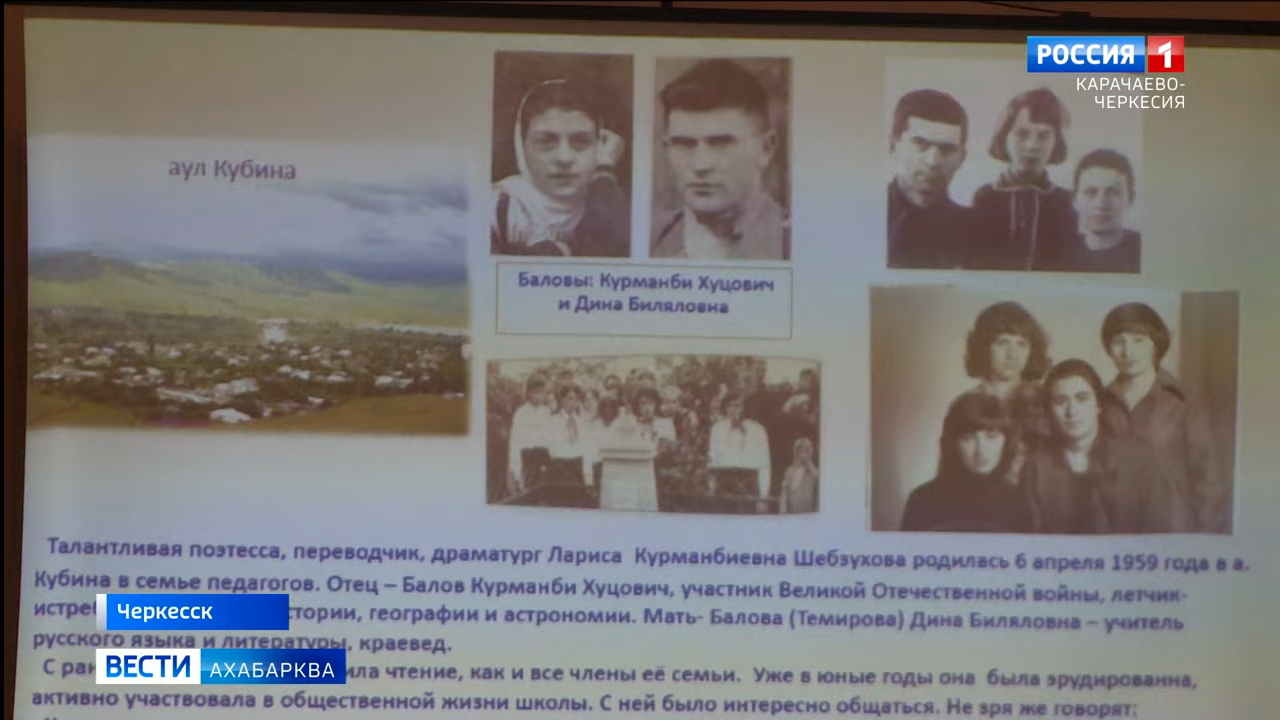 РОССИЯ 1
КАРАЧАЕВО-
ЧЕРКЕСИЯ
аул Кубина
Баловы: Курманби Хуцович
и Дина Биляловна
Талантливая поэтесса, переводчик, драматург Лариса Курманбиевна Шебзухова родилась 6 апреля 1959 года в а.
Кубина в семье педагогов. Отец – Балов Курманби Хуцович, участник Великой Отечественной войны, летчик-
географии и астрономии. Мать- Балова (Темирова) Дина Биляловна – учитель
русского языка и литературы, краевед.
С чтение, как и все члены её семьи. Уже в юные годы она была эрудированна,
активно участвовала в общественной жизни школы. С ней было интересно общаться. Не зря же говорят:
Черкесск
ВЕСТИ АХАБАРКВА